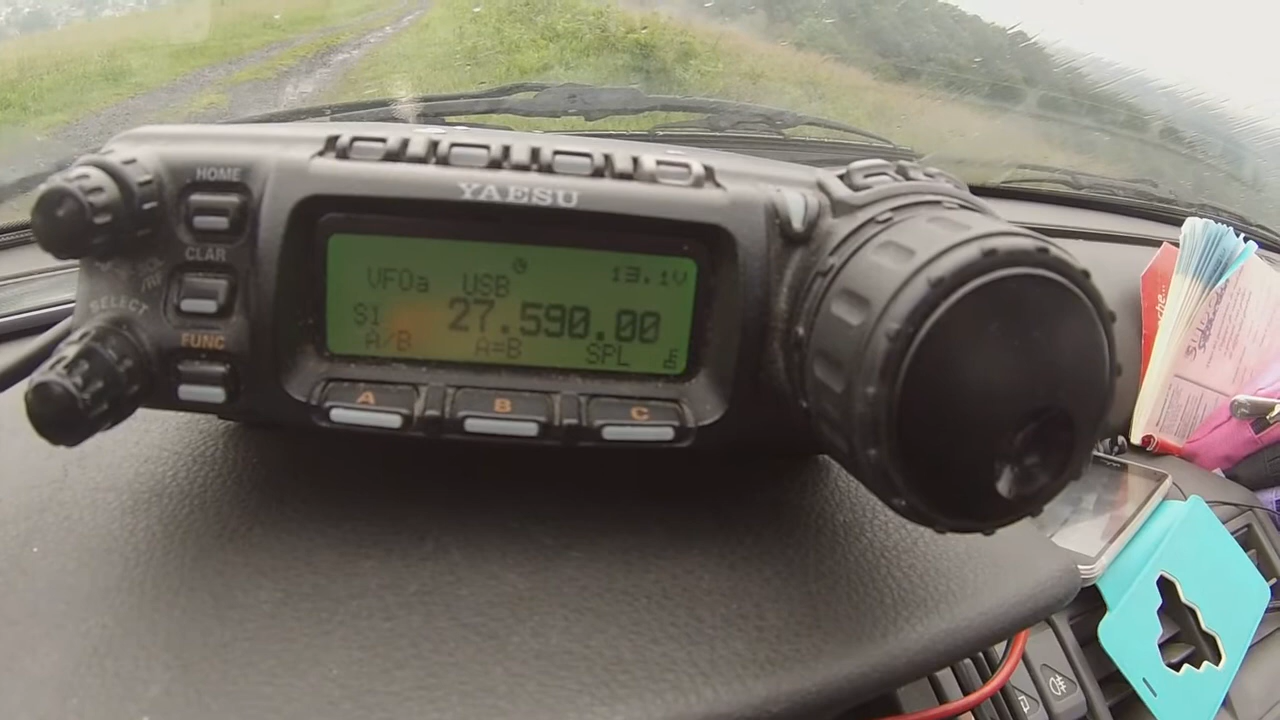 HOME
YAESU
CLAR
SELECT
FUNC
VFOa USB 13.1V
S1 27.590.00
A/B A=B SPL
A B C